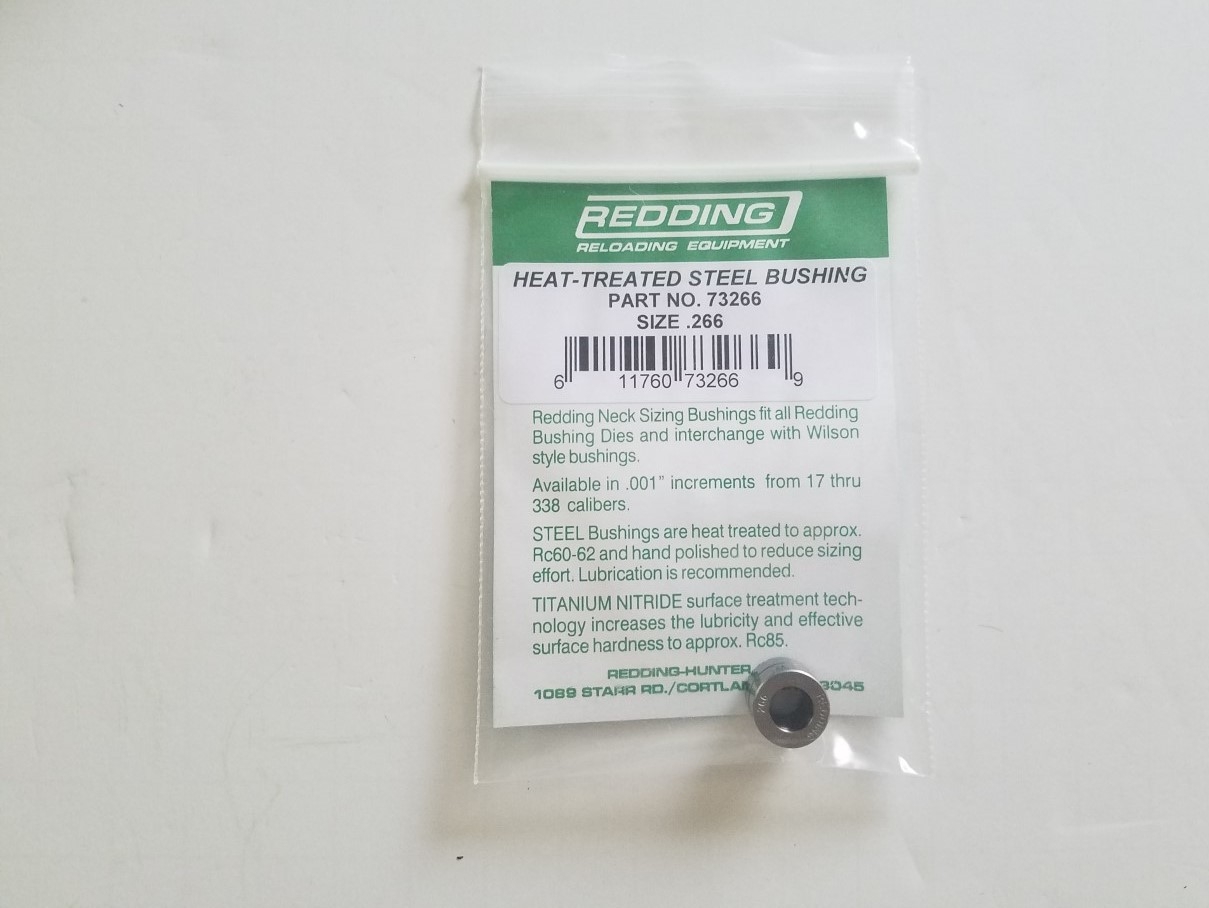 REDDING
RELOADING EQUIPMENT
HEAT-TREATED STEEL BUSHING
PART NO. 73266
SIZE .266
6 11760 73266 9
Redding Neck Sizing Bushings fit all Redding
Bushing Dies and interchange with Wilson
style bushings.
Available in .001" increments from 17 thru
338 calibers.
STEEL Bushings are heat treated to approx.
Rc60-62 and hand polished to reduce sizing
effort. Lubrication is recommended.
TITANIUM NITRIDE surface treatment tech-
nology increases the lubricity and effective
surface hardness to approx. Rc85.
REDDING-HUNTER
1089 STARR RD./
266